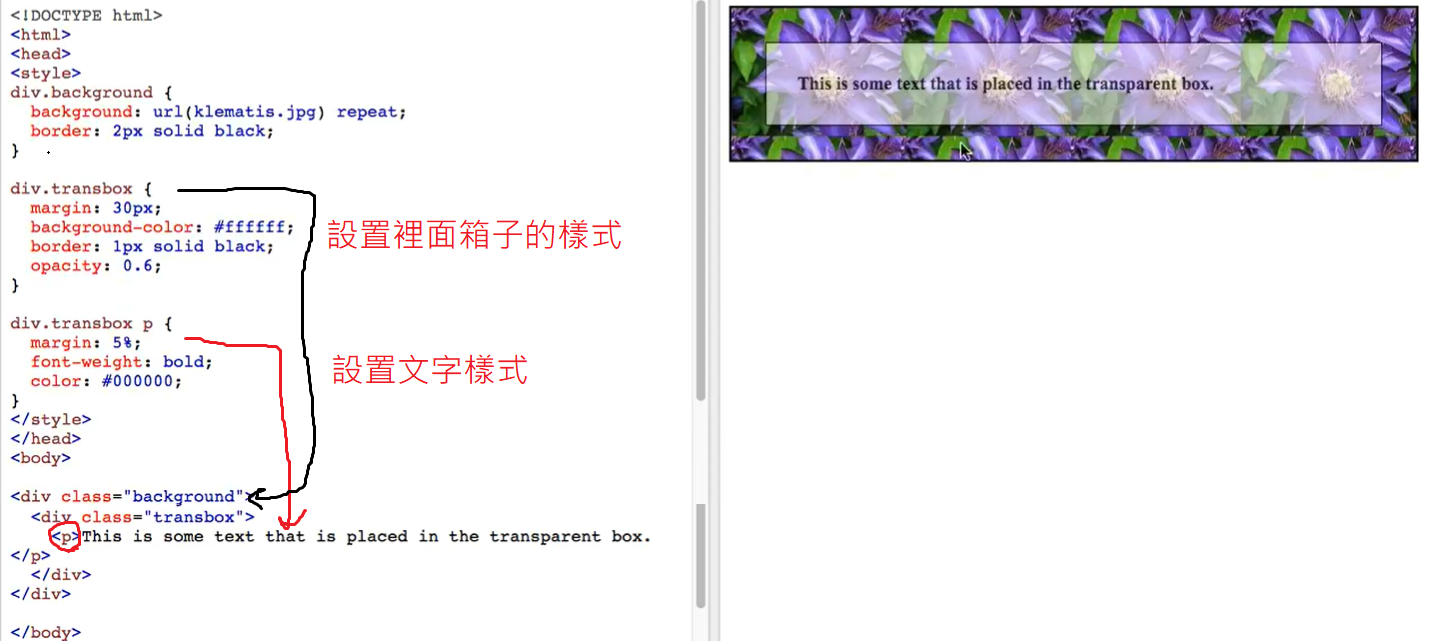 <!DOCTYPE html>
<html>
<head>
<style>
div.background {
  background: url(klematis.jpg) repeat;
  border: 2px solid black;
}
div.transbox {
  margin: 30px;
  background-color: #ffffff;
  border: 1px solid black;
  opacity: 0.6;
}
設置裡面箱子的樣式
div.transbox p {
  margin: 5%;
  font-weight: bold;
  color: #000000;
}
設置文字樣式
</style>
</head>
<body>
<div class="background">
  <div class="transbox">
    <p>This is some text that is placed in the transparent box.
</p>
  </div>
</div>
</body>
This is some text that is placed in the transparent box.